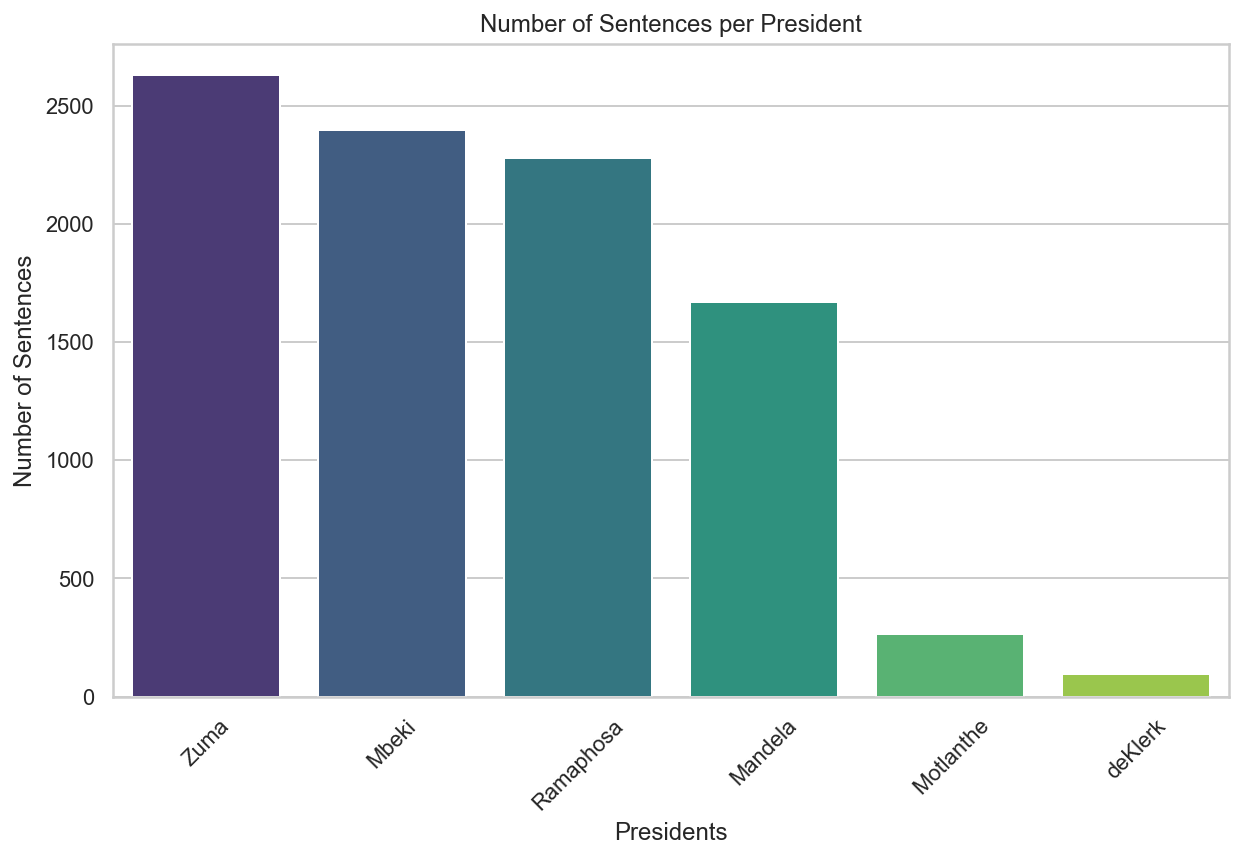 Number of Sentences per President
Number of Sentences
2500
2000
1500
1000
500
0
Zuma
Mbeki
Ramaphosa
Mandela
Motlanthe
deKlerk
Presidents